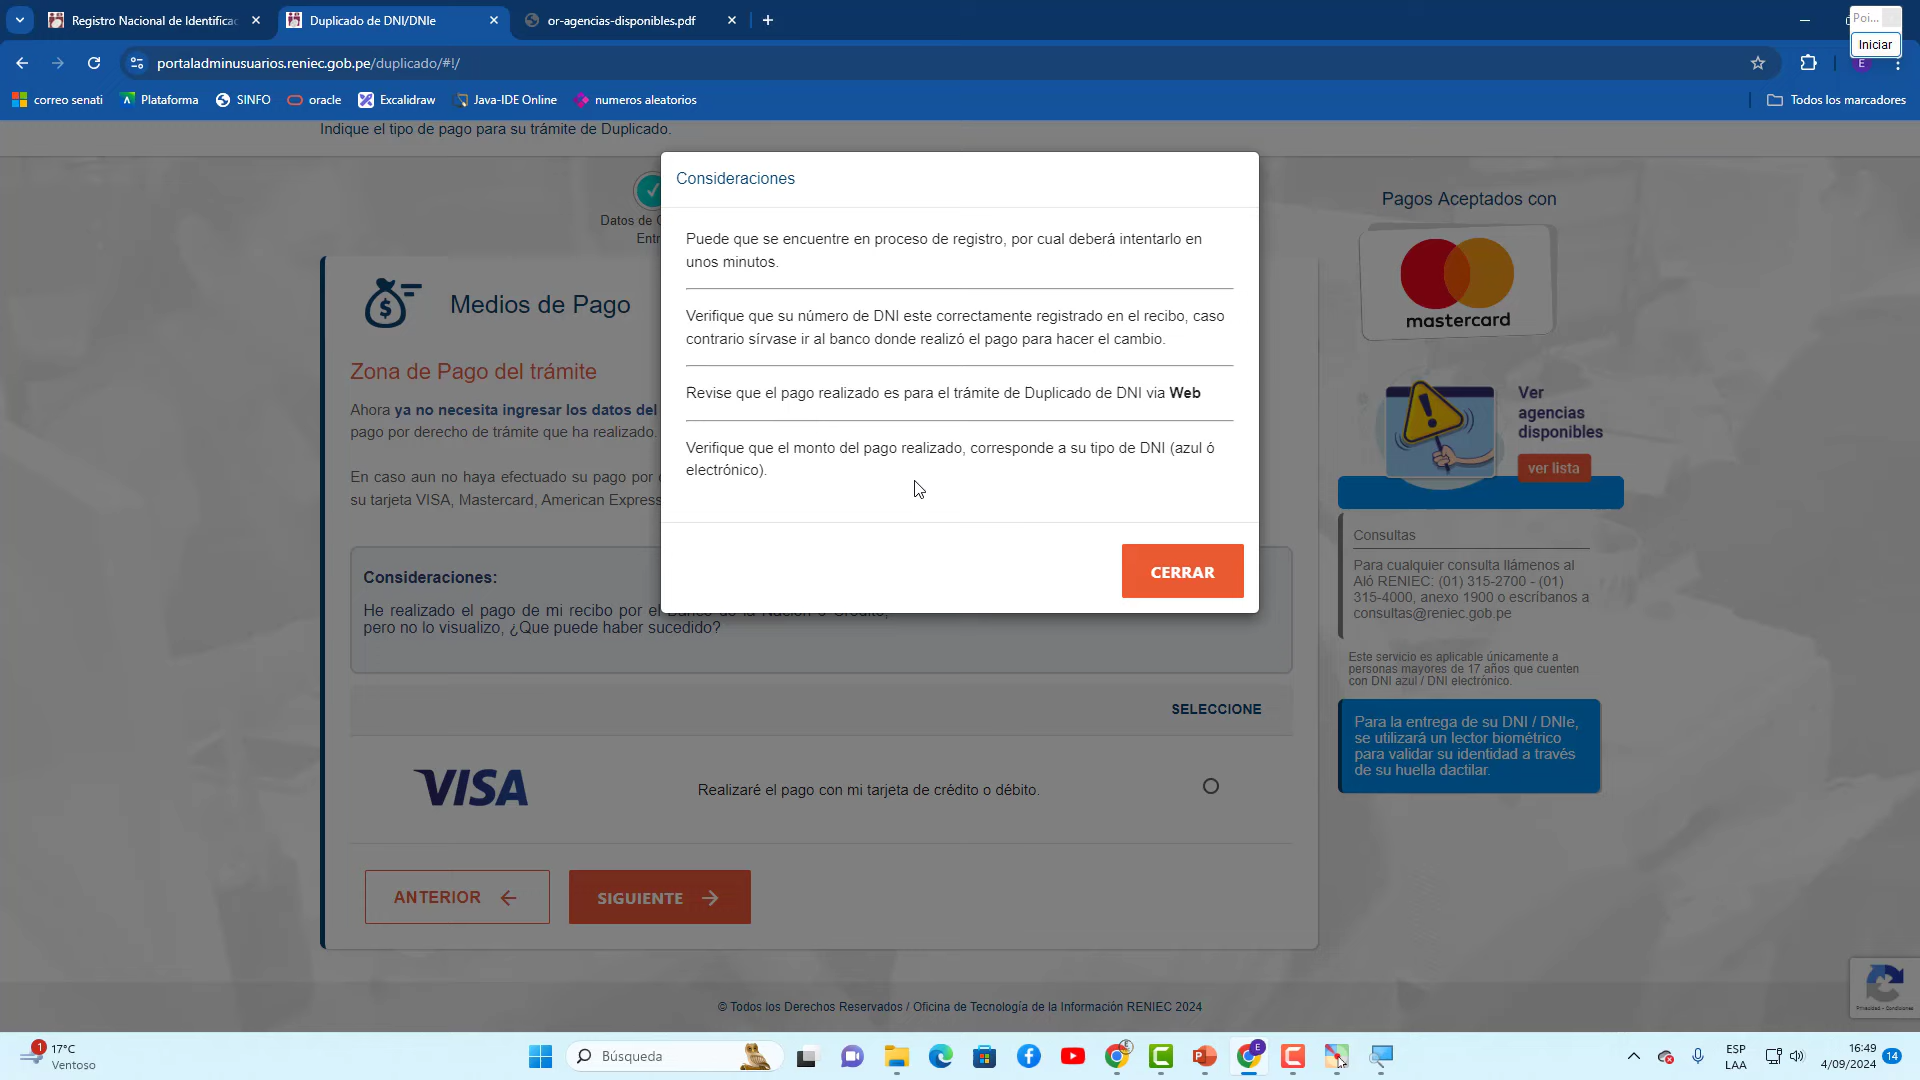 Registro Nacional de Identificac
Duplicado de DNI/DNIe
or-agencias-disponibles.pdf
Poi...
Iniciar
portaladminusuarios.reniec.gob.pe/duplicado/#!/
E
correo senati
Plataforma
SINFO
oracle
Excalidraw
Java-IDE Online
numeros aleatorios
Todos los marcadores
Indique el tipo de pago para su trámite de Duplicado.
Consideraciones
Puede que se encuentre en proceso de registro, por cual deberá intentarlo en
unos minutos.
Verifique que su número de DNI este correctamente registrado en el recibo, caso
contrario sírvase ir al banco donde realizó el pago para hacer el cambio.
Revise que el pago realizado es para el trámite de Duplicado de DNI via Web
Verifique que el monto del pago realizado, corresponde a su tipo de DNI (azul ó
electrónico).
CERRAR
Datos de
Entr
Medios de Pago
Zona de Pago del trámite
Ahora ya no necesita ingresar los datos del
pago por derecho de trámite que ha realizado.
En caso aun no haya efectuado su pago por
su tarjeta VISA, Mastercard, American Express
Consideraciones:
He realizado el pago de mi recibo por el Banco de la Nación o Crédito,
pero no lo visualizo, ¿Que puede haber sucedido?
SELECCIONE
VISA
Realizaré el pago con mi tarjeta de crédito o débito.
ANTERIOR
SIGUIENTE
Pagos Aceptados con
mastercard
Ver
agencias
disponibles
ver lista
Consultas
Para cualquier consulta llámenos al
Aló RENIEC: (01) 315-2700 - (01)
315-4000, anexo 1900 o escríbanos a
consultas@reniec.gob.pe
Este servicio es aplicable únicamente a
personas mayores de 17 años que cuenten
con DNI azul / DNI electrónico.
Para la entrega de su DNI / DNIe,
se utilizará un lector biométrico
para validar su identidad a través
de su huella dactilar.
Privacidad - Condiciones
© Todos los Derechos Reservados / Oficina de Tecnología de la Información RENIEC 2024
1
17°C
Ventoso
Búsqueda
E
ESP
LAA
16:49
4/09/2024
14